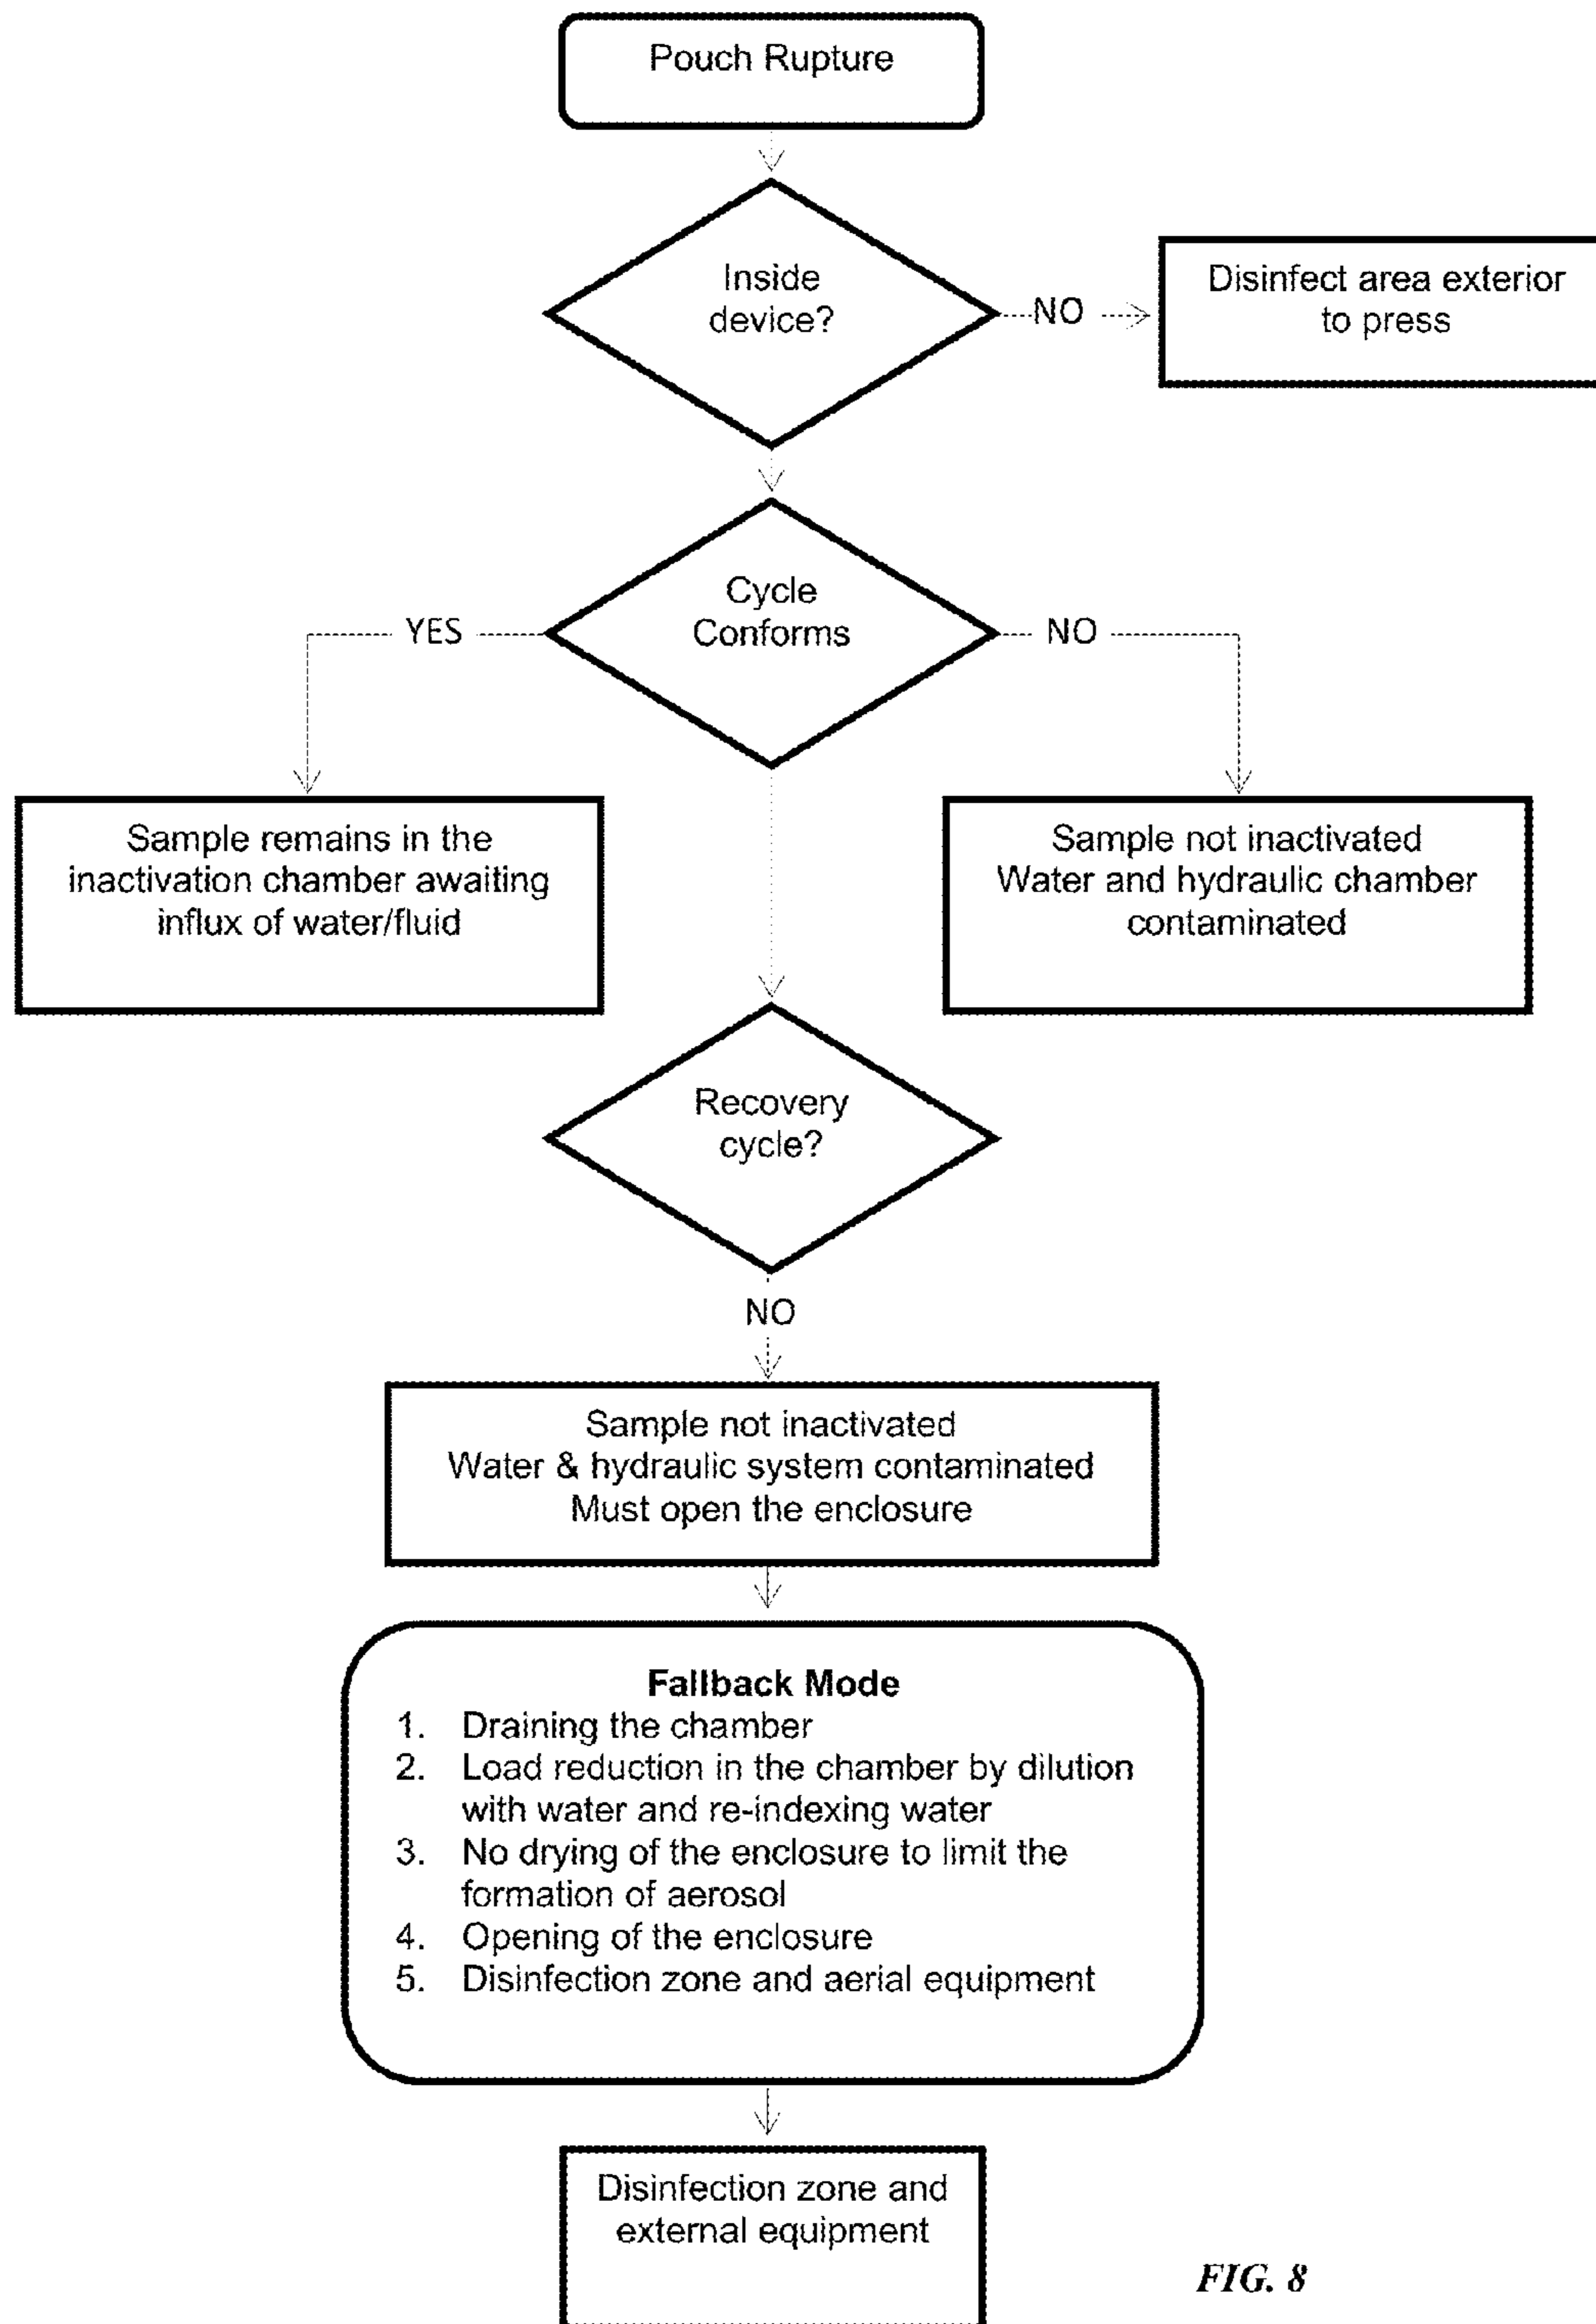 Pouch Rupture
Inside
device?
NO
Disinfect area exterior
to press
Cycle
Conforms
YES
NO
Sample remains in the
inactivation chamber awaiting
influx of water/fluid
Sample not inactivated
Water and hydraulic chamber
contaminated
Recovery
cycle?
NO
Sample not inactivated
Water & hydraulic system contaminated
Must open the enclosure
Fallback Mode
1. Draining the chamber
2. Load reduction in the chamber by dilution
with water and re-indexing water
3. No drying of the enclosure to limit the
formation of aerosol
4. Opening of the enclosure
5. Disinfection zone and aerial equipment
Disinfection zone and
external equipment
FIG. 8